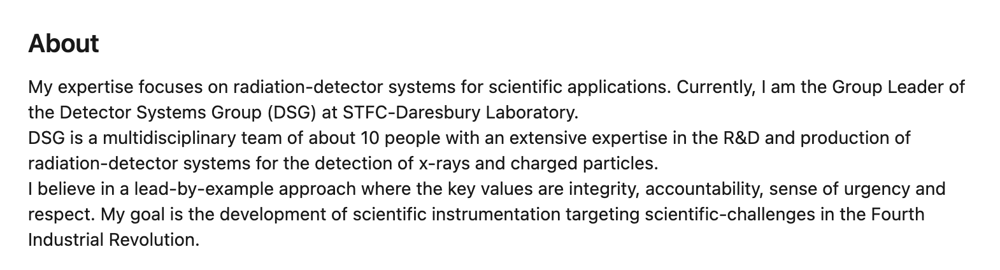 About
My expertise focuses on radiation-detector systems for scientific applications. Currently, I am the Group Leader of
the Detector Systems Group (DSG) at STFC-Daresbury Laboratory.
DSG is a multidisciplinary team of about 10 people with an extensive expertise in the R&D and production of
radiation-detector systems for the detection of x-rays and charged particles.
I believe in a lead-by-example approach where the key values are integrity, accountability, sense of urgency and
respect. My goal is the development of scientific instrumentation targeting scientific-challenges in the Fourth
Industrial Revolution.